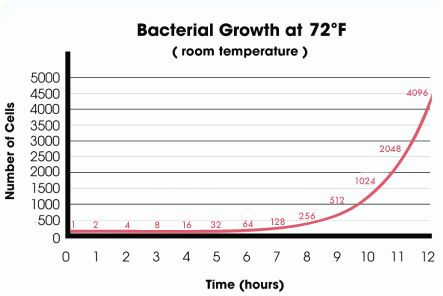 Bacterial Growth at 72°F
( room temperature )
Number of Cells
5000
4500
4000
3500
3000
2500
2000
1500
1000
500
0
1 2 4 8 16 32 64 128 256 512 1024 2048 4096
0 1 2 3 4 5 6 7 8 9 10 11 12
Time (hours)